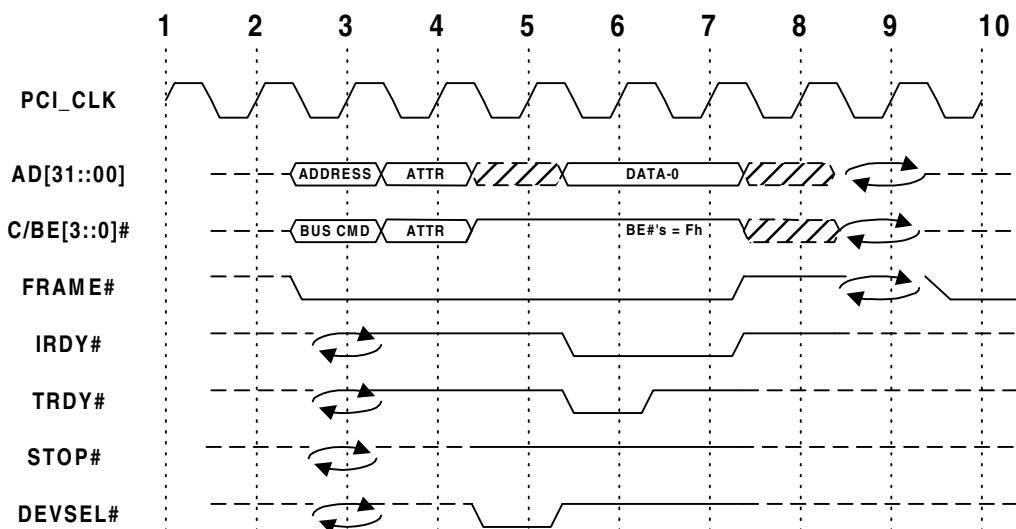 1 2 3 4 5 6 7 8 9 10
PCI_CLK
AD[31::00] ADDRESS ATTR DATA-0
C/BE[3::0]# BUS CMD ATTR BE#'s = Fh
FRAME#
IRDY#
TRDY#
STOP#
DEVSEL#